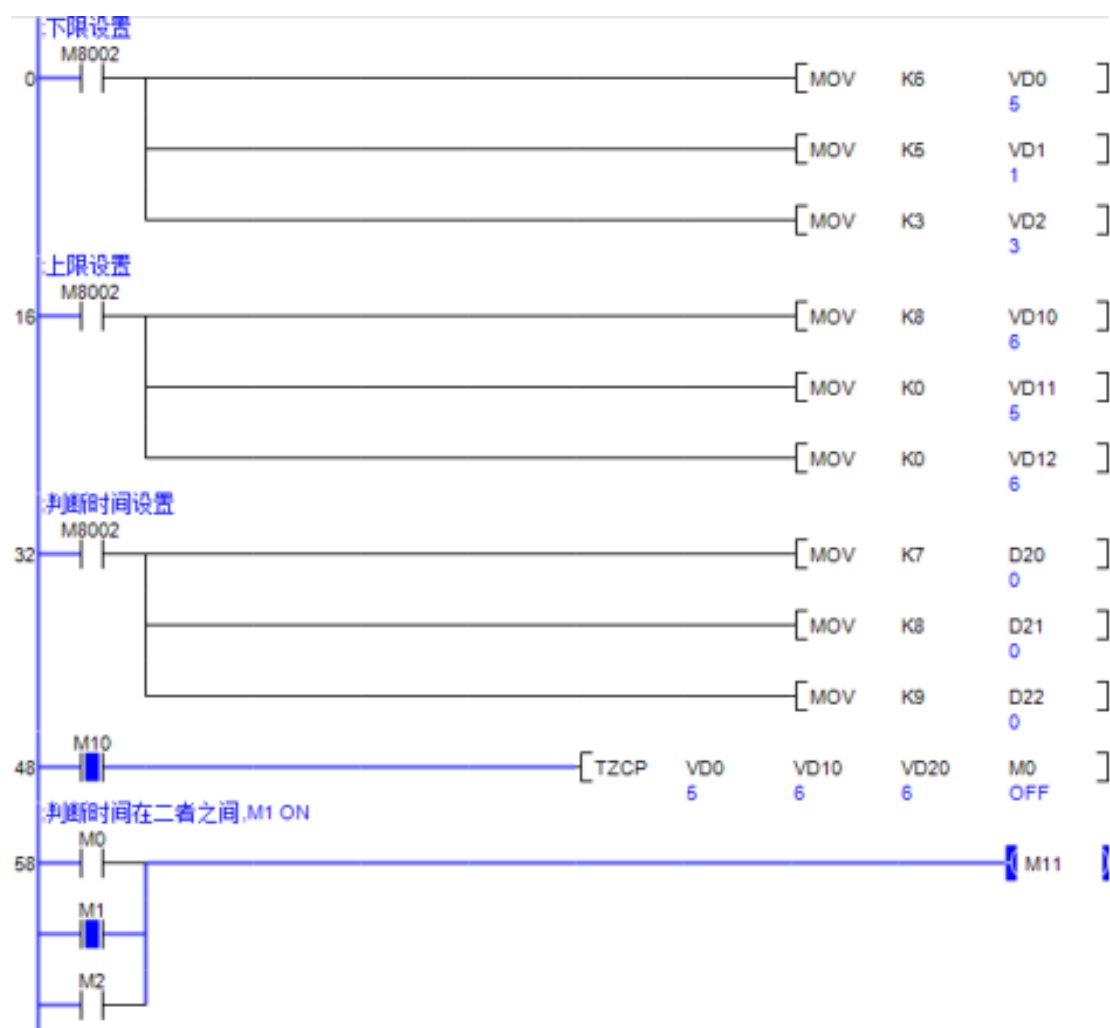 ;下限设置
M8002
0 MOV K6 VD0
5
MOV K5 VD1
1
MOV K3 VD2
3
;上限设置
M8002
16 MOV K8 VD10
6
MOV K0 VD11
5
MOV K0 VD12
6
;判断时间设置
M8002
32 MOV K7 D20
0
MOV K8 D21
0
MOV K9 D22
0
M10
48 TZCP VD0 VD10 VD20 M0
5 6 6 OFF
;判断时间在二者之间,M1 ON
M0
58 M11
M1
M2